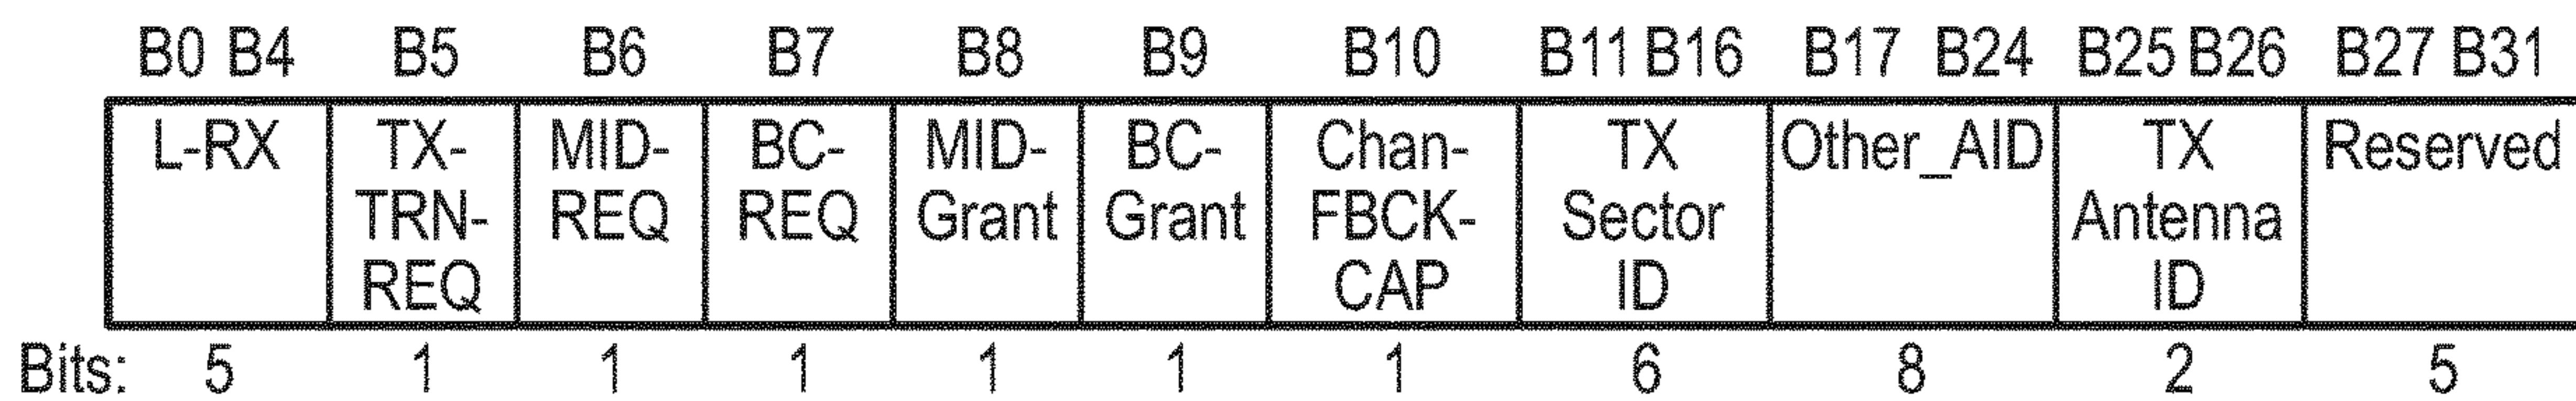 B0 B4 B5 B6 B7 B8 B9 B10 B11 B16 B17 B24 B25 B26 B27 B31
L-RX TX- MID- BC- MID- BC- Chan- TX Other_AID TX Reserved
TRN- REQ REQ Grant Grant FBCK- Sector Antenna
REQ CAP ID ID
Bits: 5 1 1 1 1 1 1 6 8 2 5